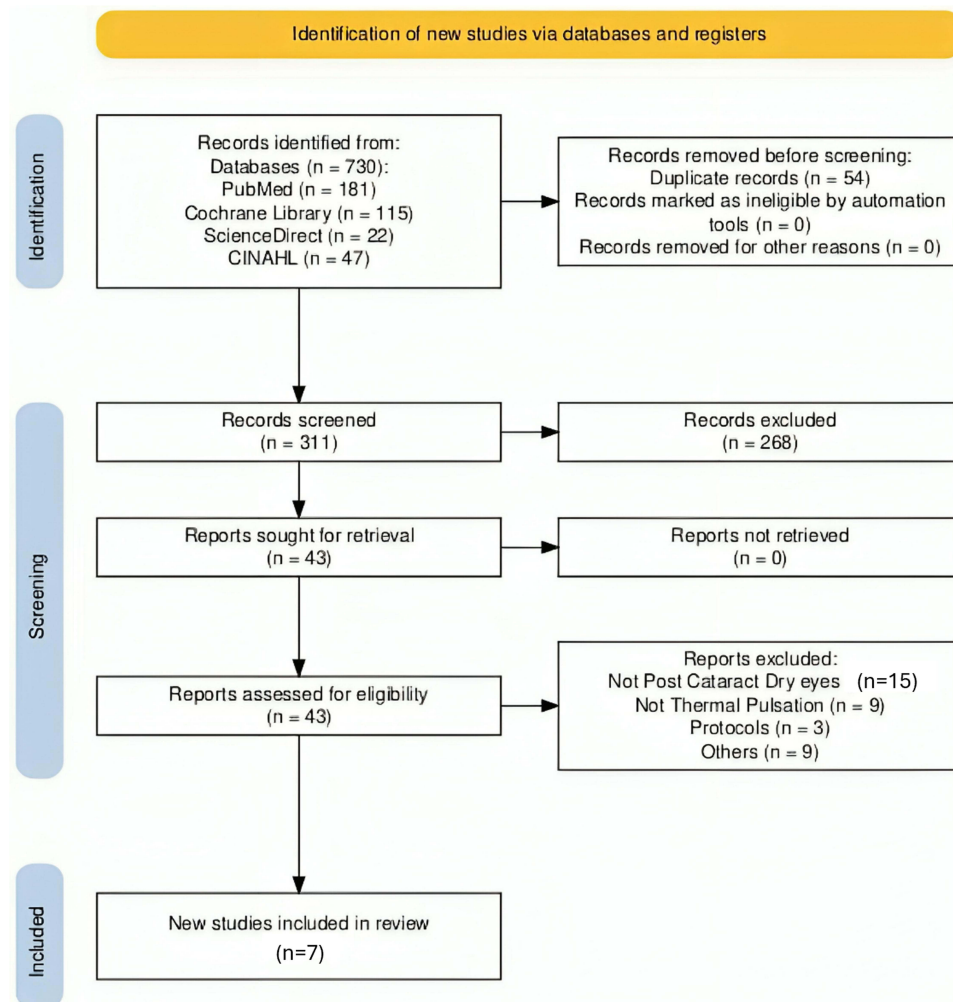 Identification of new studies via databases and registers
Identification
Records identified from:
Databases (n = 730):
PubMed (n = 181)
Cochrane Library (n = 115)
ScienceDirect (n = 22)
CINAHL (n = 47)
Records removed before screening:
Duplicate records (n = 54)
Records marked as ineligible by automation
tools (n = 0)
Records removed for other reasons (n = 0)
Screening
Records screened
(n = 311)
Records excluded
(n = 268)
Reports sought for retrieval
(n = 43)
Reports not retrieved
(n = 0)
Reports assessed for eligibility
(n = 43)
Reports excluded:
Not Post Cataract Dry eyes (n=15)
Not Thermal Pulsation (n = 9)
Protocols (n = 3)
Others (n = 9)
Included
New studies included in review
(n=7)